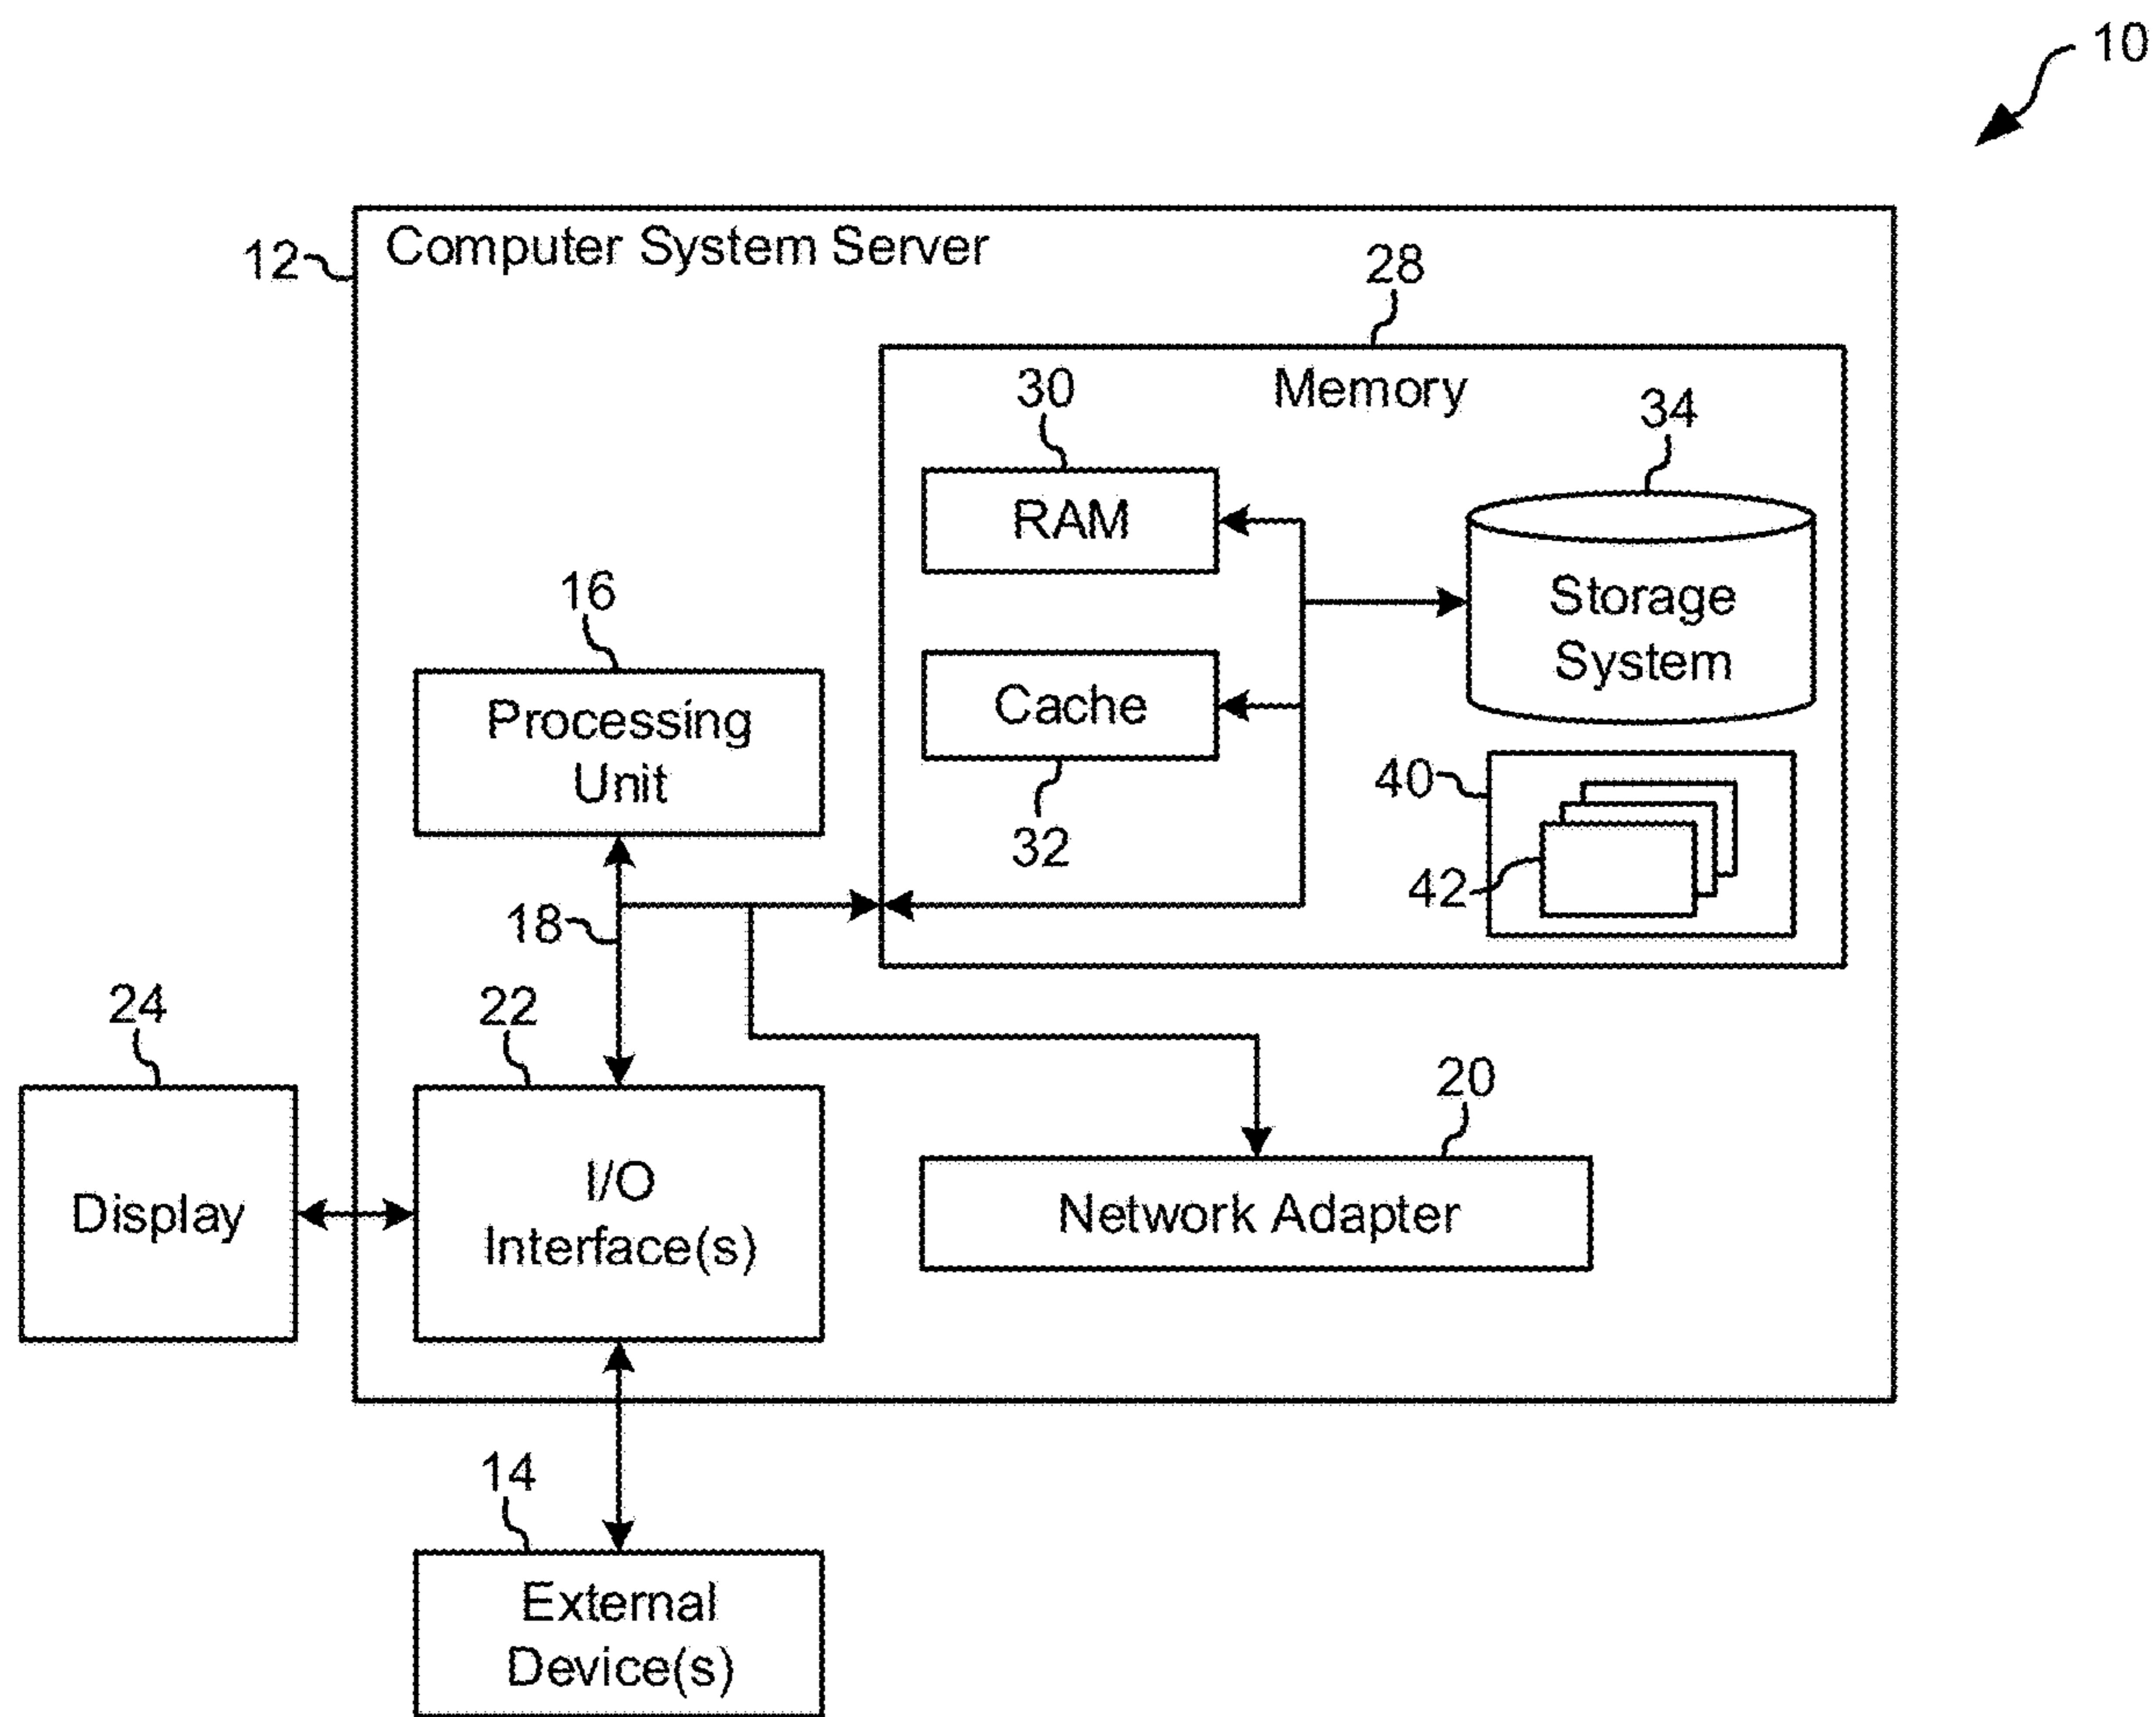 10
12
Computer System Server
28
Memory
30
RAM
34
Storage
System
16
Processing
Unit
Cache
32
40
42
18
24
22
20
Display
I/O
Interface(s)
Network Adapter
14
External
Device(s)